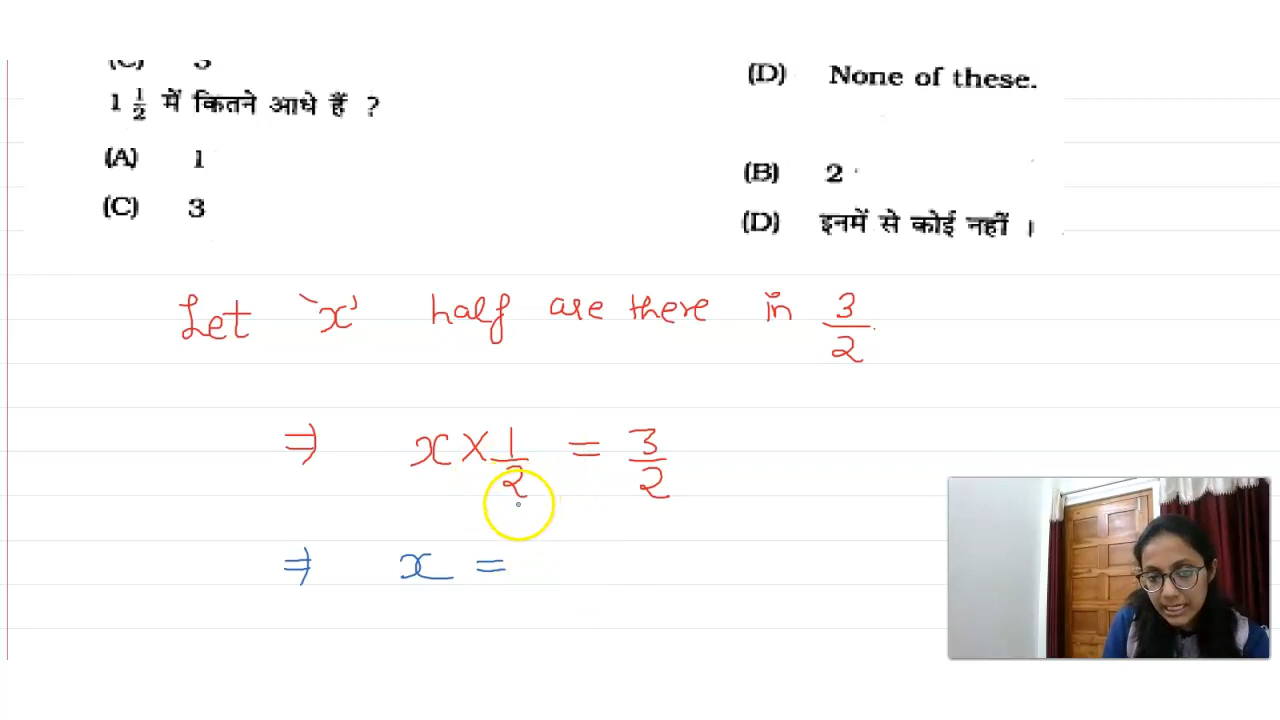 (C) 3
(D) None of these.
1 1/2 में कितने आधे हैं ?
(A) 1
(B) 2
(C) 3
(D) इनमें से कोई नहीं ।
Let 'x' half are there in 3/2.
⇒ x × 1/2 = 3/2
⇒ x =